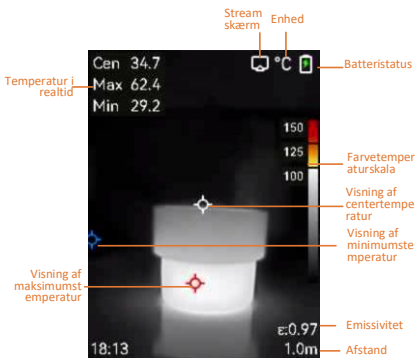 Stream
skærm
Enhed
Cen 34.7
Max 62.4
Min 29.2
°C
Batteristatus
Temperatur i
realtid
150
125
100
Farvetemper
aturskala
Visning af
centertempe
ratur
Visning af
minimumste
mperatur
Visning af
maksimumst
emperatur
ε:0.97
Emissivitet
18:13
1.0m
Afstand